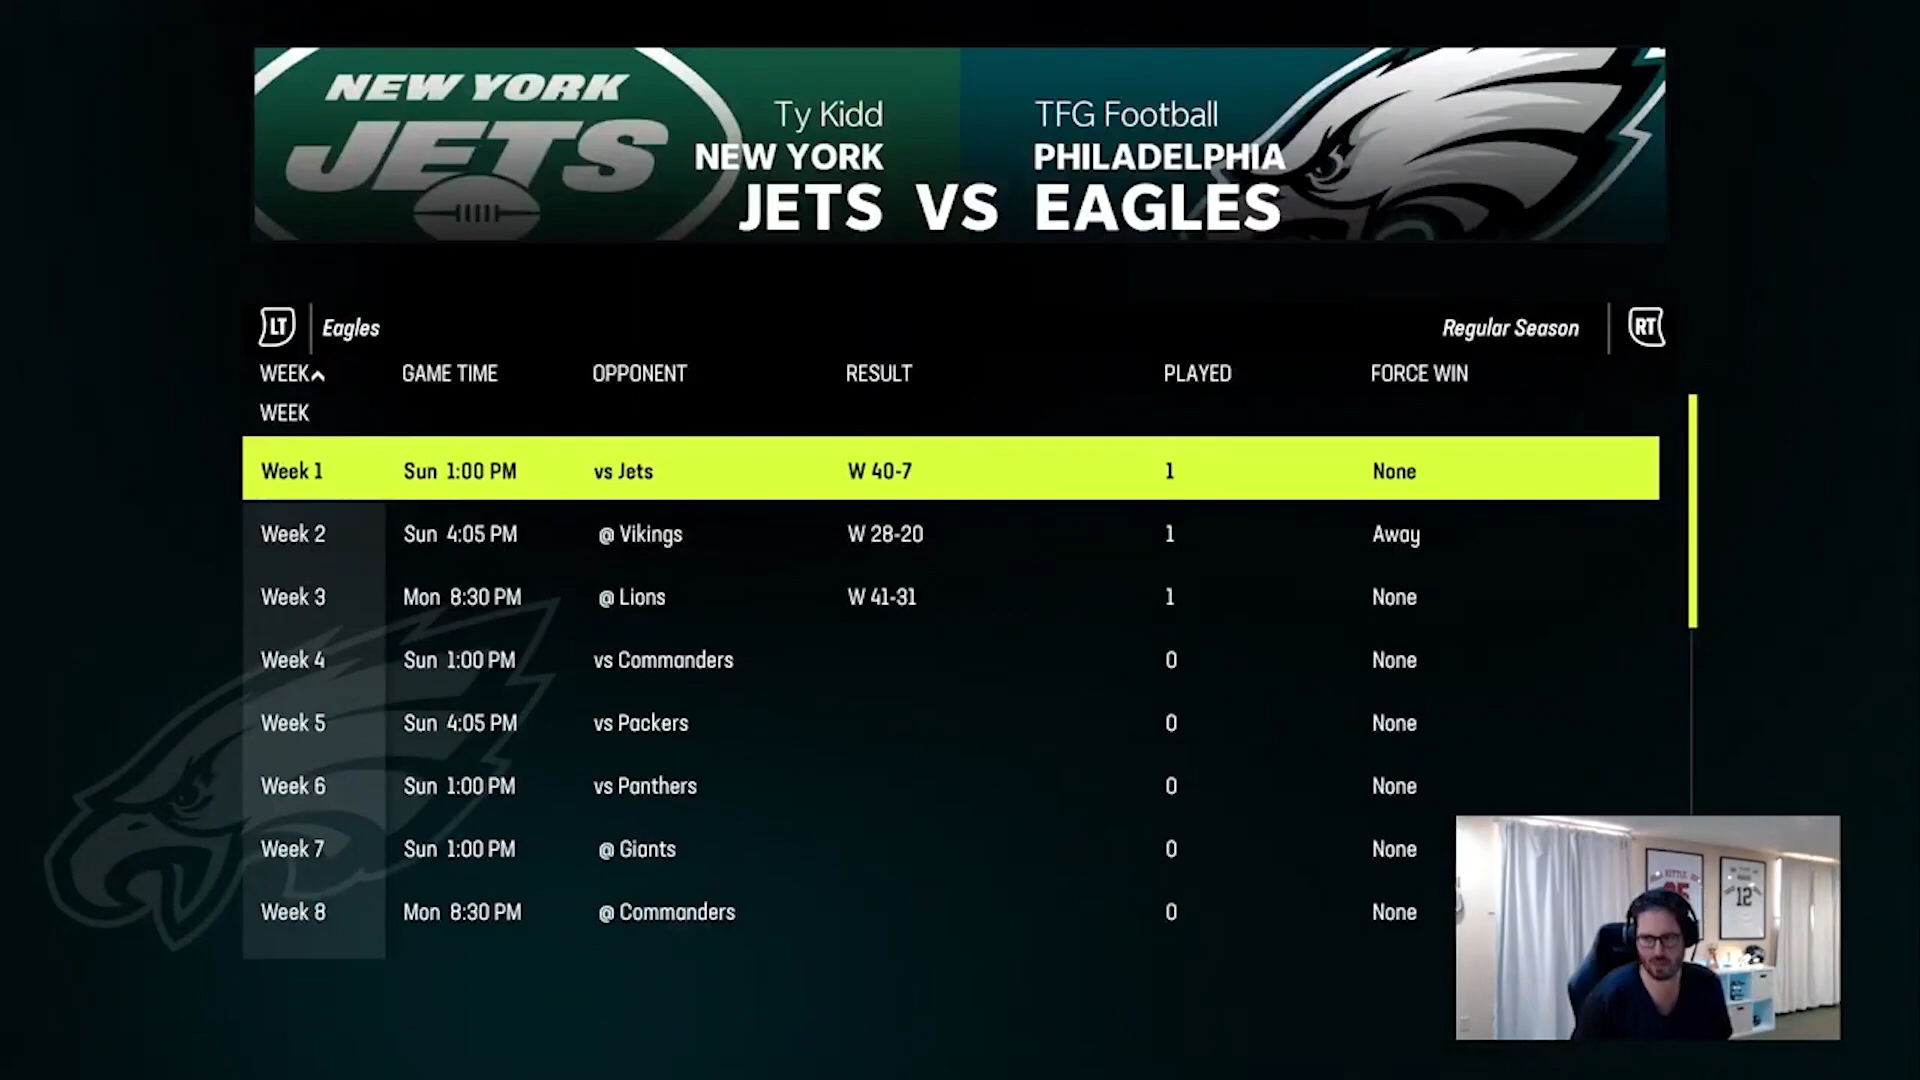 NEW YORK
JETS
Ty Kidd
NEW YORK
JETS
VS
TFG Football
PHILADELPHIA
EAGLES
LT Eagles
Regular Season RT
WEEK GAME TIME OPPONENT RESULT PLAYED FORCE WIN
WEEK
Week 1 Sun 1:00 PM vs Jets W 40-7 1 None
Week 2 Sun 4:05 PM @ Vikings W 28-20 1 Away
Week 3 Mon 8:30 PM @ Lions W 41-31 1 None
Week 4 Sun 1:00 PM vs Commanders 0 None
Week 5 Sun 4:05 PM vs Packers 0 None
Week 6 Sun 1:00 PM vs Panthers 0 None
Week 7 Sun 1:00 PM @ Giants 0 None
Week 8 Mon 8:30 PM @ Commanders 0 None
KITTLE
12